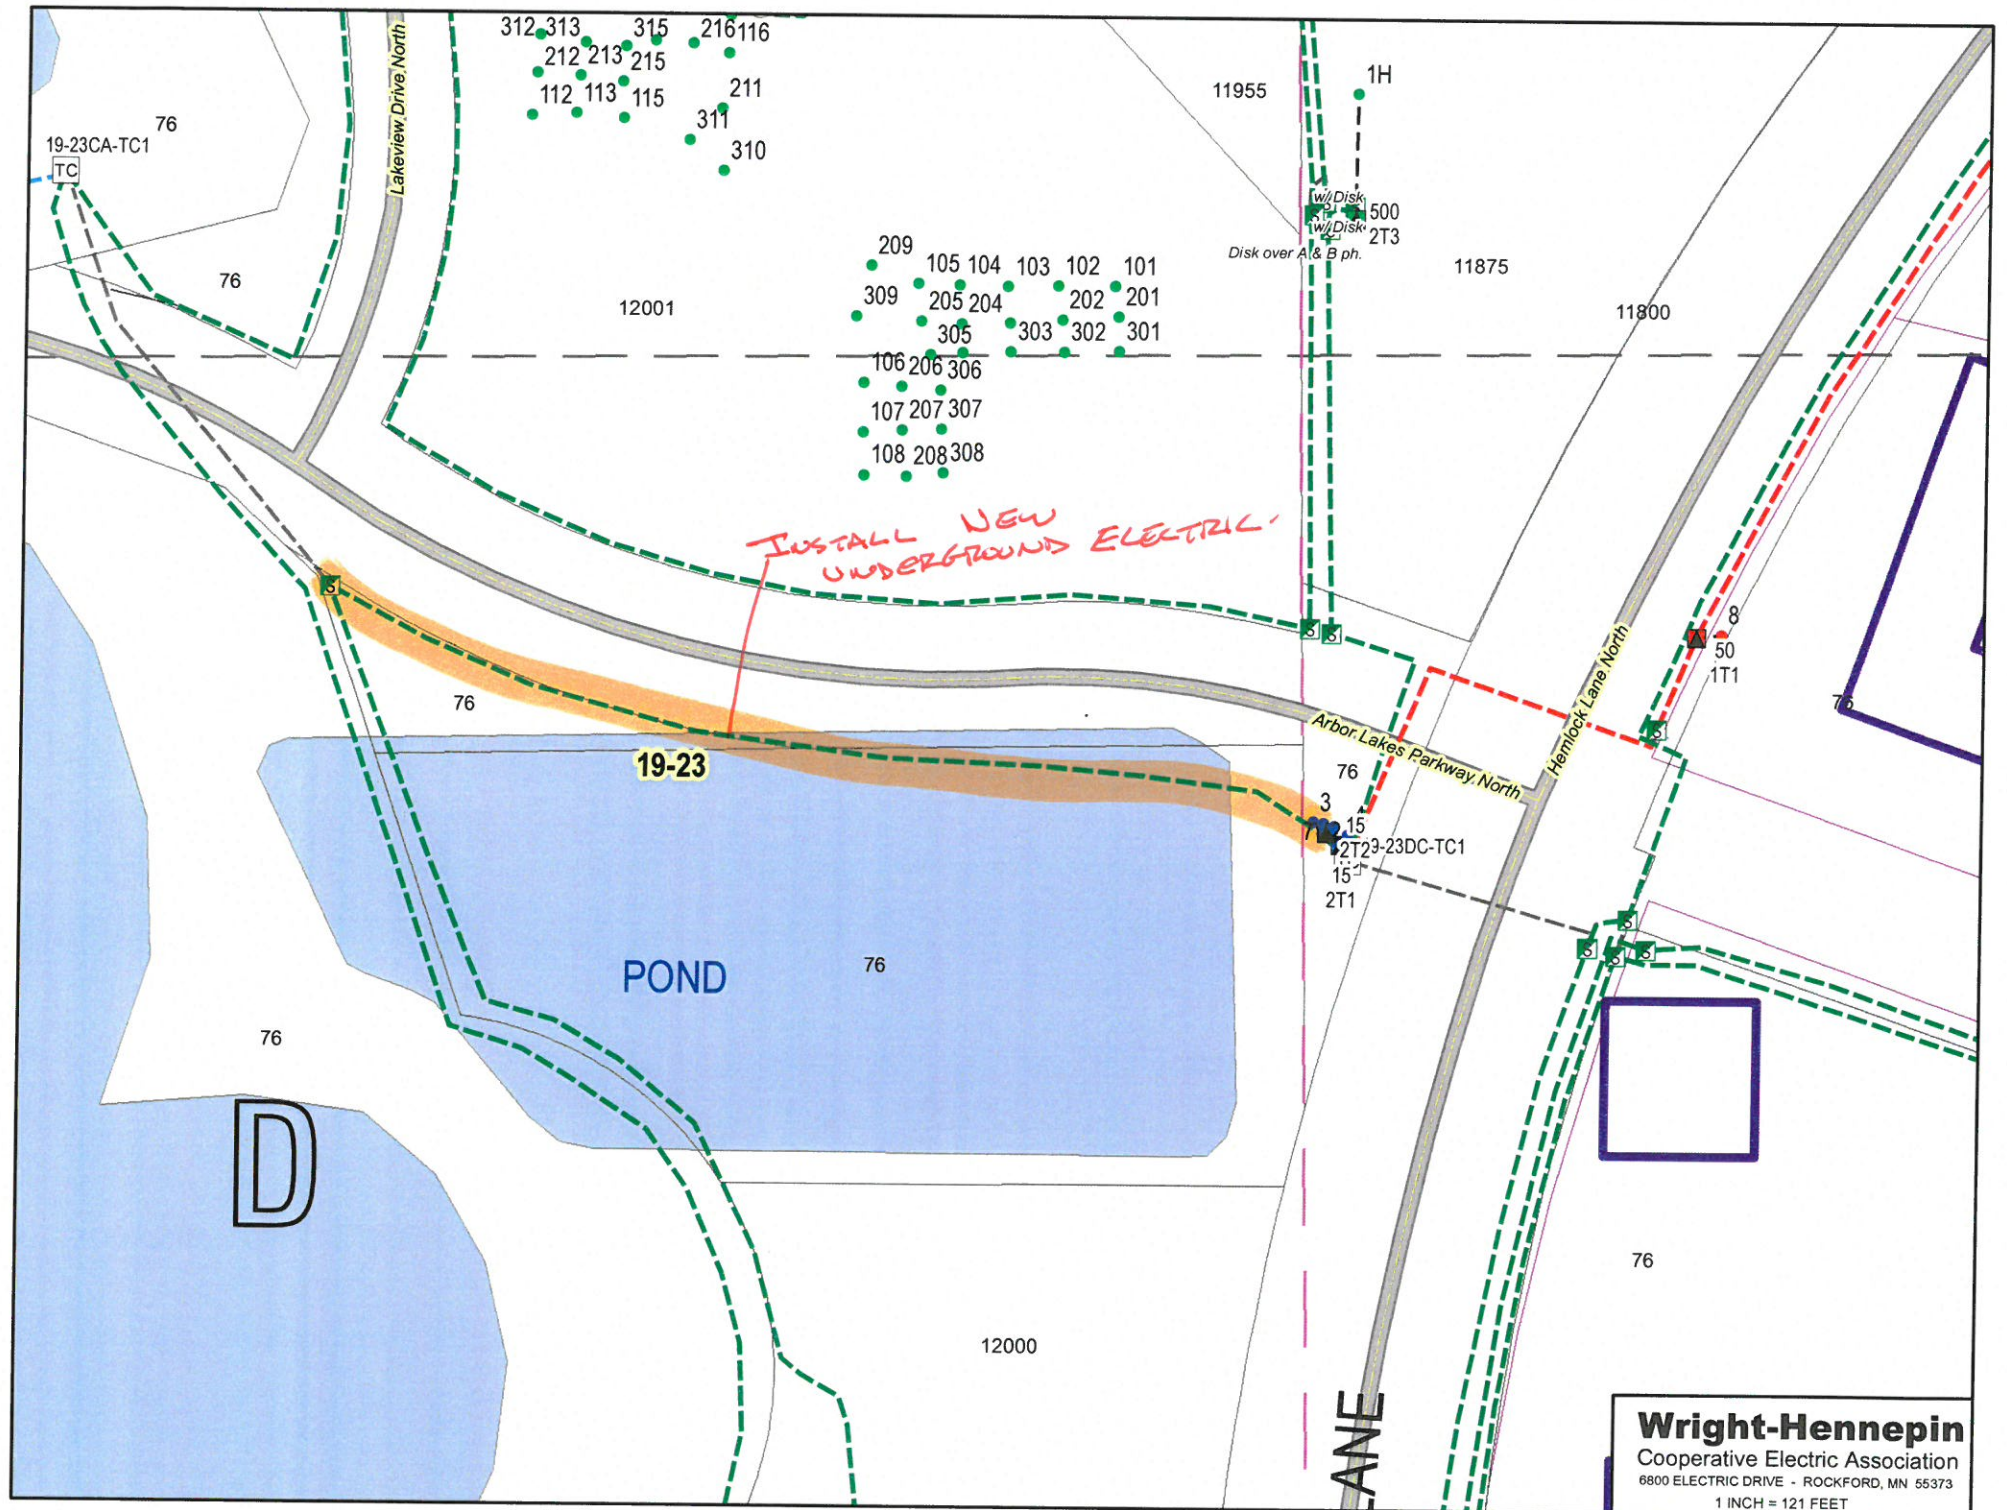 312 313 315 216 116
212 213 215
112 113 115 211
311
310
Lakeview Drive North
76
19-23CA-TC1
TC
76
12001
11955
1H
w/ Disk
S 500
w/ Disk
2T3
Disk over A & B ph.
11875
11800
209
105 104 103 102 101
309 205 204 202 201
305 303 302 301
106 206 306
107 207 307
108 208 308
INSTALL NEW
UNDERGROUND ELECTRIC.
S
S S
8
50
1T1
76
S
76
19-23
Arbor Lakes Parkway North
Hemlock Lane North
76
3
15
2T2 9-23DC-TC1
15
2T1
S
S S S
POND
76
76
D
76
12000
LANE
Wright-Hennepin
Cooperative Electric Association
6800 ELECTRIC DRIVE - ROCKFORD, MN 55373
1 INCH = 121 FEET